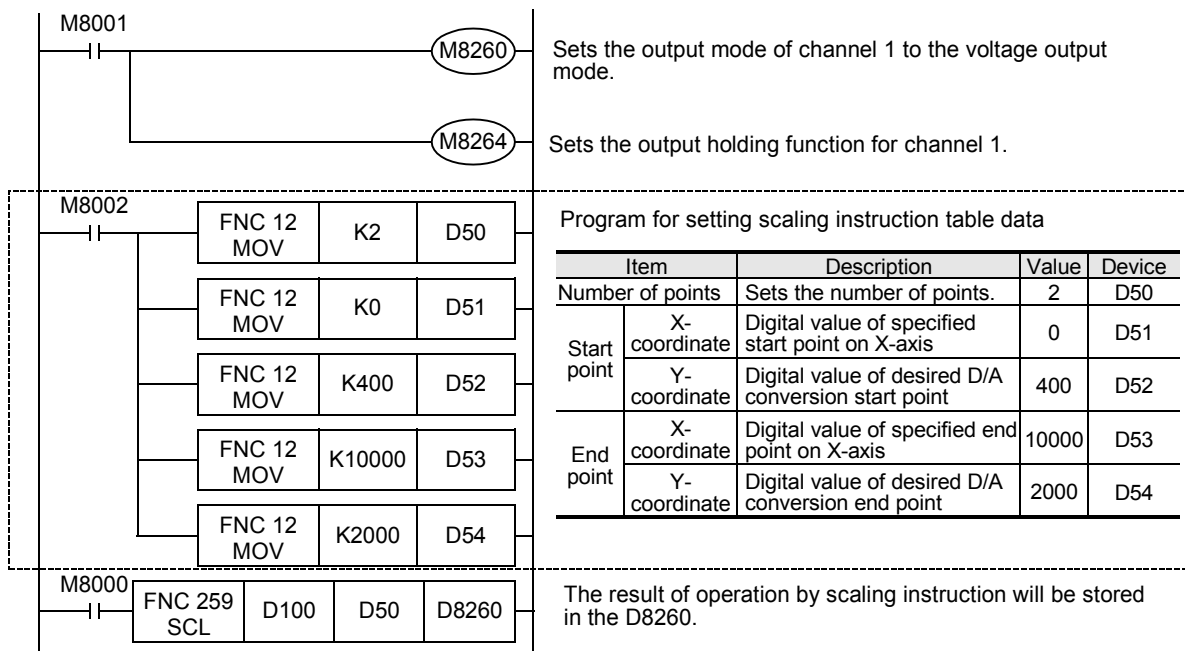 M8001
M8260
Sets the output mode of channel 1 to the voltage output
mode.
M8264
Sets the output holding function for channel 1.
M8002
FNC 12
MOV
K2
D50
FNC 12
MOV
K0
D51
FNC 12
MOV
K400
D52
FNC 12
MOV
K10000
D53
FNC 12
MOV
K2000
D54
Program for setting scaling instruction table data
Item Description Value Device
Number of points Sets the number of points. 2 D50
Start
point
X-
coordinate
Digital value of specified
start point on X-axis
0
D51
Y-
coordinate
Digital value of desired D/A
conversion start point
400
D52
End
point
X-
coordinate
Digital value of specified end
point on X-axis
10000
D53
Y-
coordinate
Digital value of desired D/A
conversion end point
2000
D54
M8000
FNC 259
SCL
D100
D50
D8260
The result of operation by scaling instruction will be stored
in the D8260.